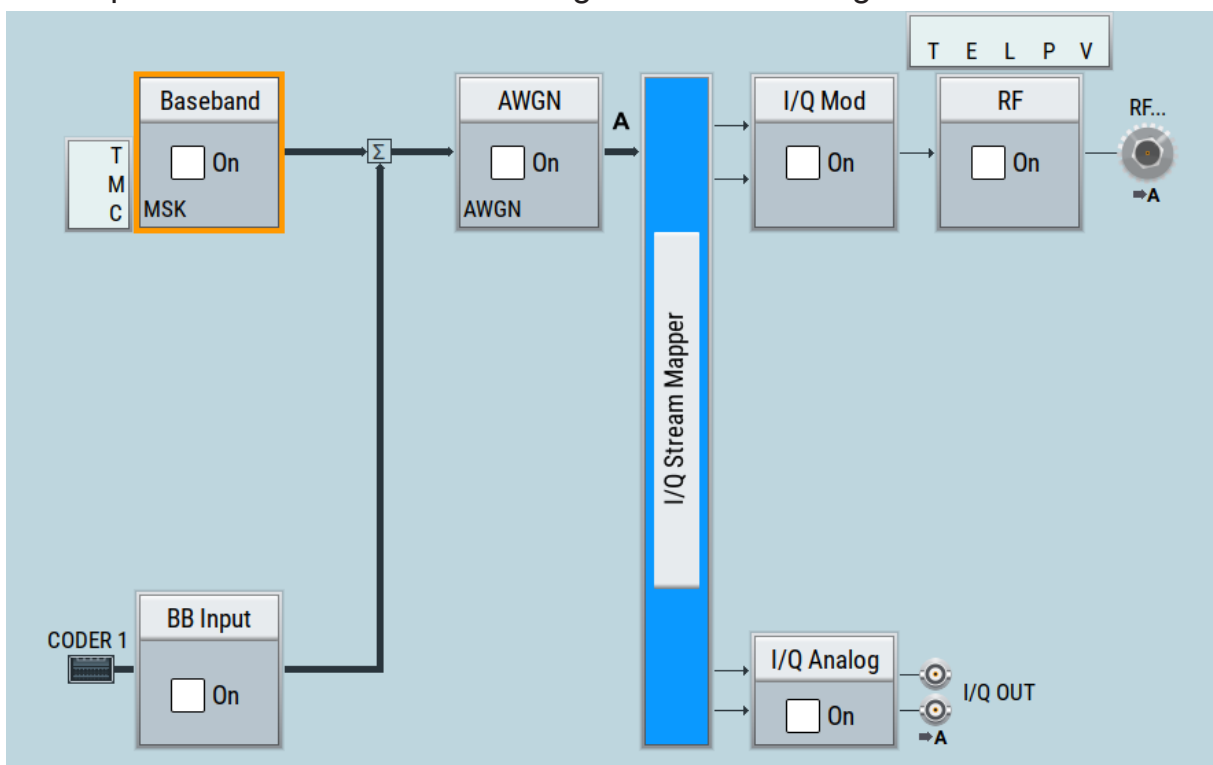 T E L P V
Baseband
On
MSK
T
M
C
Σ
AWGN
On
AWGN
A
I/Q Stream Mapper
I/Q Mod
On
RF
On
RF...
➡A
BB Input
On
CODER 1
I/Q Analog
On
I/Q OUT
➡A